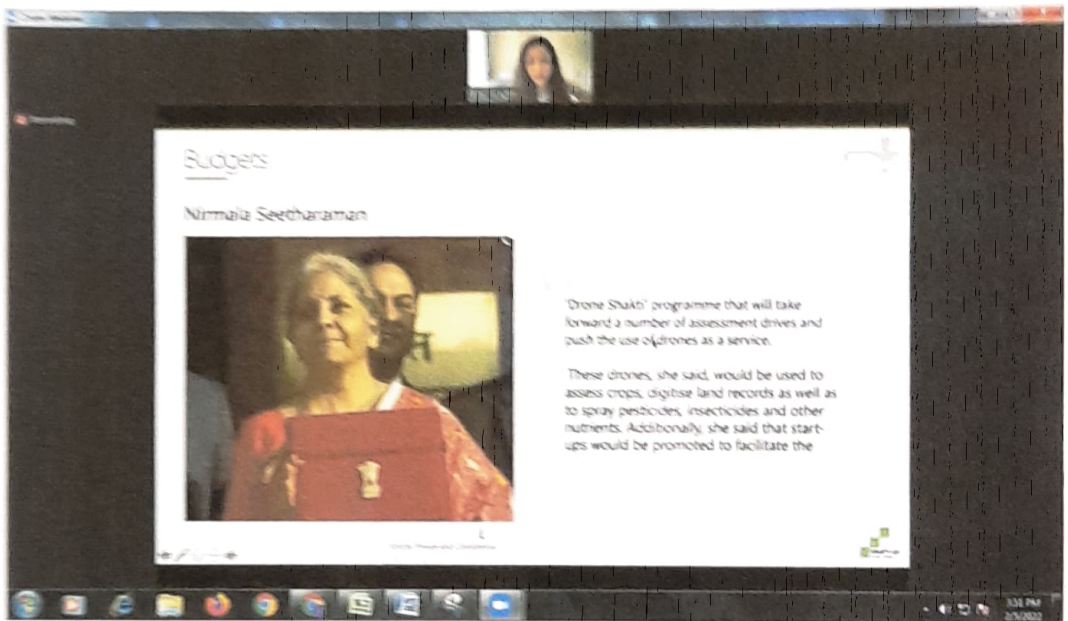 Budgets
Nirmala Seetharaman
'Drone Shakti' programme that will take
forward a number of assessment drives and
push the use of drones as a service.
These drones, she said, would be used to
assess crops, digitise land records as well as
to spray pesticides, insecticides and other
nutrients. Additionally, she said that start-
ups would be promoted to facilitate the
3:51 PM